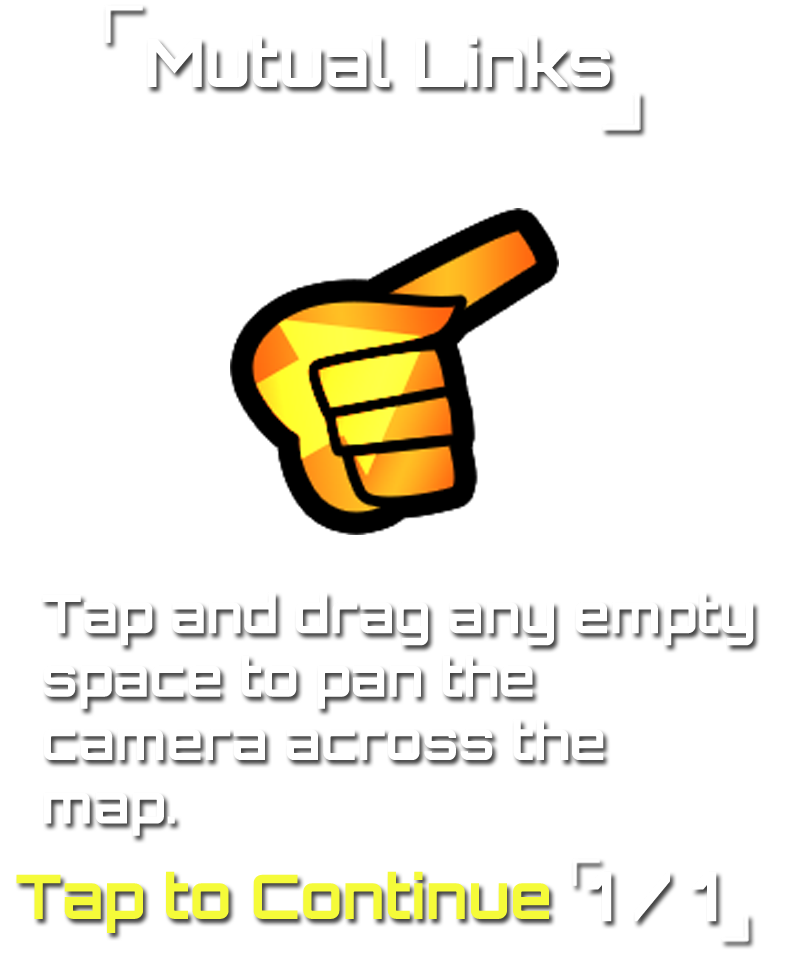 Mutual Links
Tap and drag any empty
space to pan the
camera across the
map.
Tap to Continue 1/1